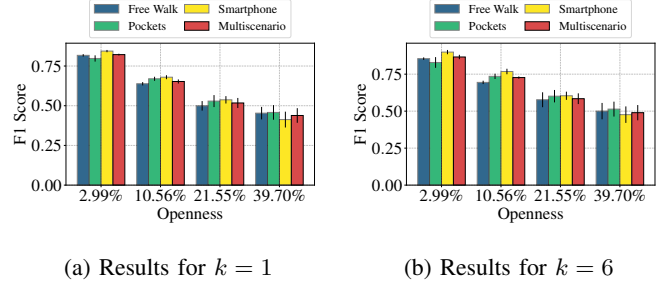 Free Walk Smartphone
Pockets Multiscenario
0.75
0.50
0.25
0.00
F1 Score
2.99% 10.56% 21.55% 39.70%
Openness
(a) Results for k = 1
Free Walk Smartphone
Pockets Multiscenario
0.75
0.50
0.25
0.00
F1 Score
2.99% 10.56% 21.55% 39.70%
Openness
(b) Results for k = 6